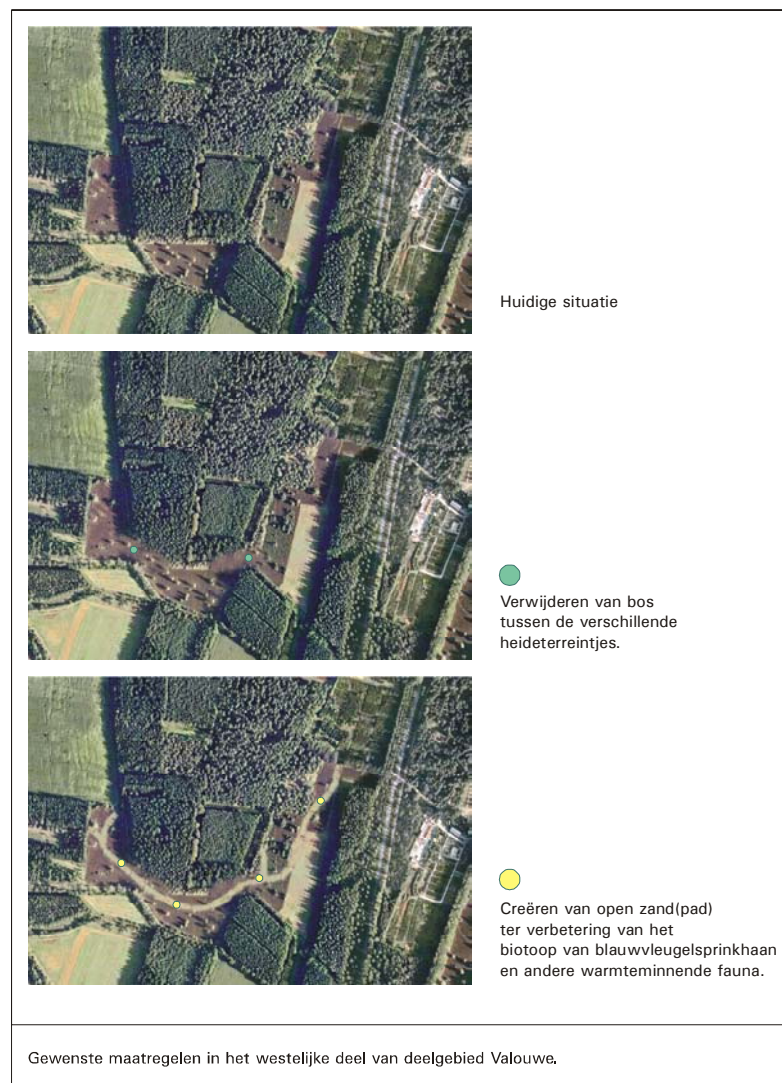 Huidige situatie
Verwijderen van bos
tussen de verschillende
heideterreintjes.
Creëren van open zand(pad)
ter verbetering van het
biotoop van blauwvleugelsprinkhaan
en andere warmteminnende fauna.
Gewenste maatregelen in het westelijke deel van deelgebied Valouwe.